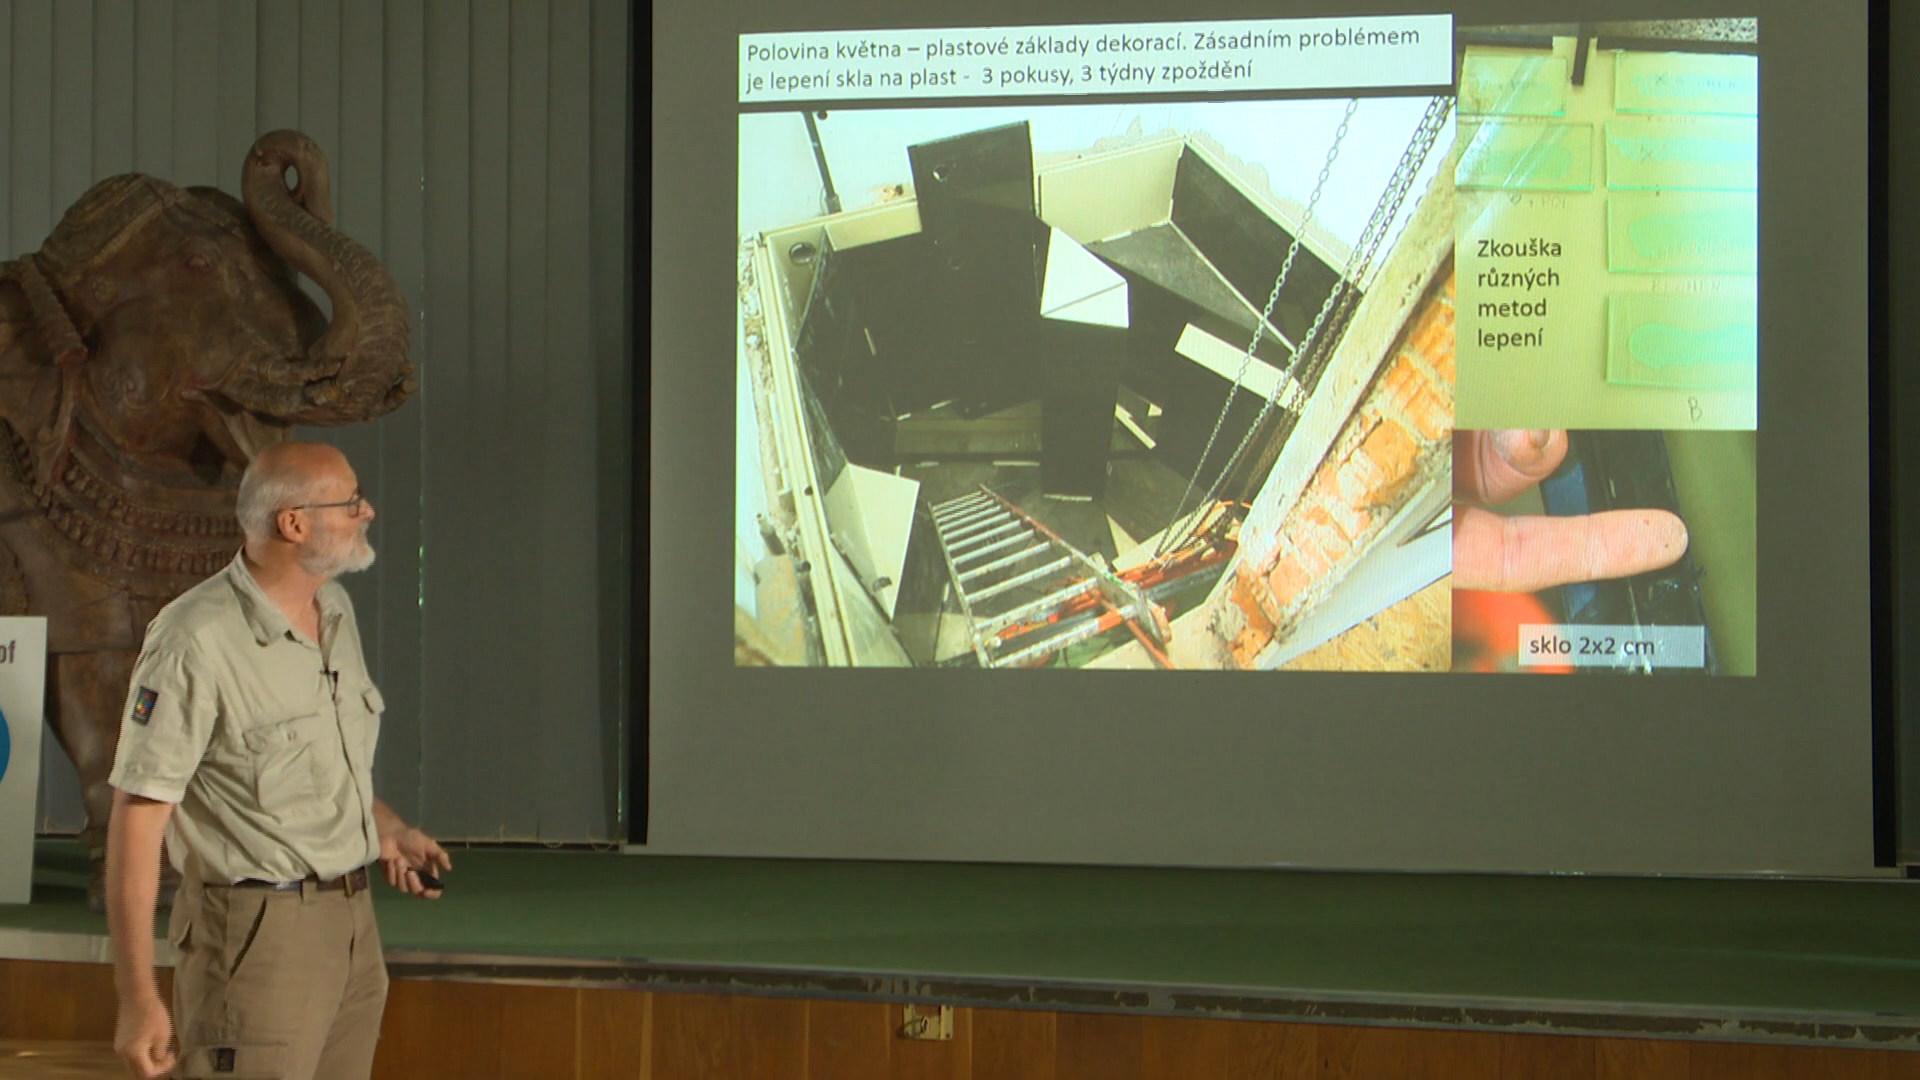 Polovina května – plastové základy dekorací. Zásadním problémem
je lepení skla na plast - 3 pokusy, 3 týdny zpoždění
Zkouška
různých
metod
lepení
B
sklo 2x2 cm
of